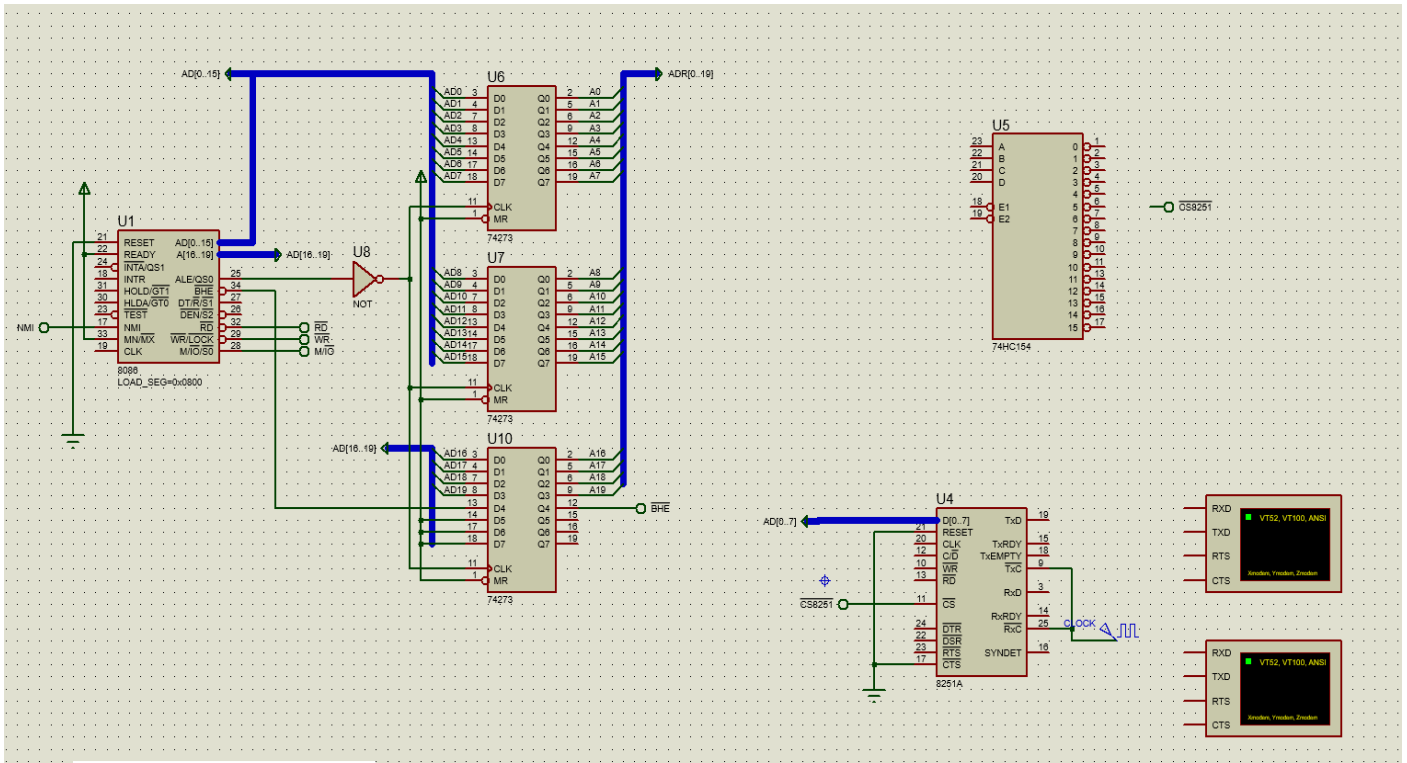 AD[0..15]
ADR[0..19]
U6
AD0 3 D0 Q0 2 A0
AD1 4 D1 Q1 5 A1
AD2 7 D2 Q2 6 A2
AD3 8 D3 Q3 9 A3
AD4 13 D4 Q4 12 A4
AD5 14 D5 Q5 15 A5
AD6 17 D6 Q6 16 A6
AD7 18 D7 Q7 19 A7
11 CLK
1 MR
74273
U1
21 RESET AD[0..15]
22 READY A[16..19] AD[16..19]
24 INTA/QS1
18 INTR ALE/QS0 25
31 HOLD/GT1 BHE 34
30 HLDA/GT0 DT/R/S1 27
23 TEST DEN/S2 26
NMI 17 NMI RD 32 RD
33 MN/MX WR/LOCK 29 WR
19 CLK M/IO/S0 28 M/IO
8086
LOAD_SEG=0x0800
U8
NOT
U7
AD8 3 D0 Q0 2 A8
AD9 4 D1 Q1 5 A9
AD10 7 D2 Q2 6 A10
AD11 8 D3 Q3 9 A11
AD12 13 D4 Q4 12 A12
AD13 14 D5 Q5 15 A13
AD14 17 D6 Q6 16 A14
AD15 18 D7 Q7 19 A15
11 CLK
1 MR
74273
AD[16..19]
U10
AD16 3 D0 Q0 2 A16
AD17 4 D1 Q1 5 A17
AD18 7 D2 Q2 6 A18
AD19 8 D3 Q3 9 A19
13 D4 Q4 12 BHE
14 D5 Q5 15
17 D6 Q6 16
18 D7 Q7 19
11 CLK
1 MR
74273
U5
23 A 0 1
22 B 1 2
21 C 2 3
20 D 3 4
4 5
18 E1 5 6
19 E2 6 7
7 8
8 9
9 10
10 11
11 13
12 14
13 15
14 16
15 17
74HC154
CS8251
U4
AD[0..7] D[0..7] TxD 19
21 RESET
20 CLK TxRDY 15
12 C/D TxEMPTY 18
10 WR TxC 9
13 RD
RxD 3
CS8251 11 CS
RxRDY 14
24 DTR RxC 25
22 DSR
23 RTS SYNDET 16
17 CTS
8251A
CLOCK
RXD
TXD
RTS
CTS
VT52, VT100, ANSI
Xmodem, Ymodem, Zmodem
RXD
TXD
RTS
CTS
VT52, VT100, ANSI
Xmodem, Ymodem, Zmodem